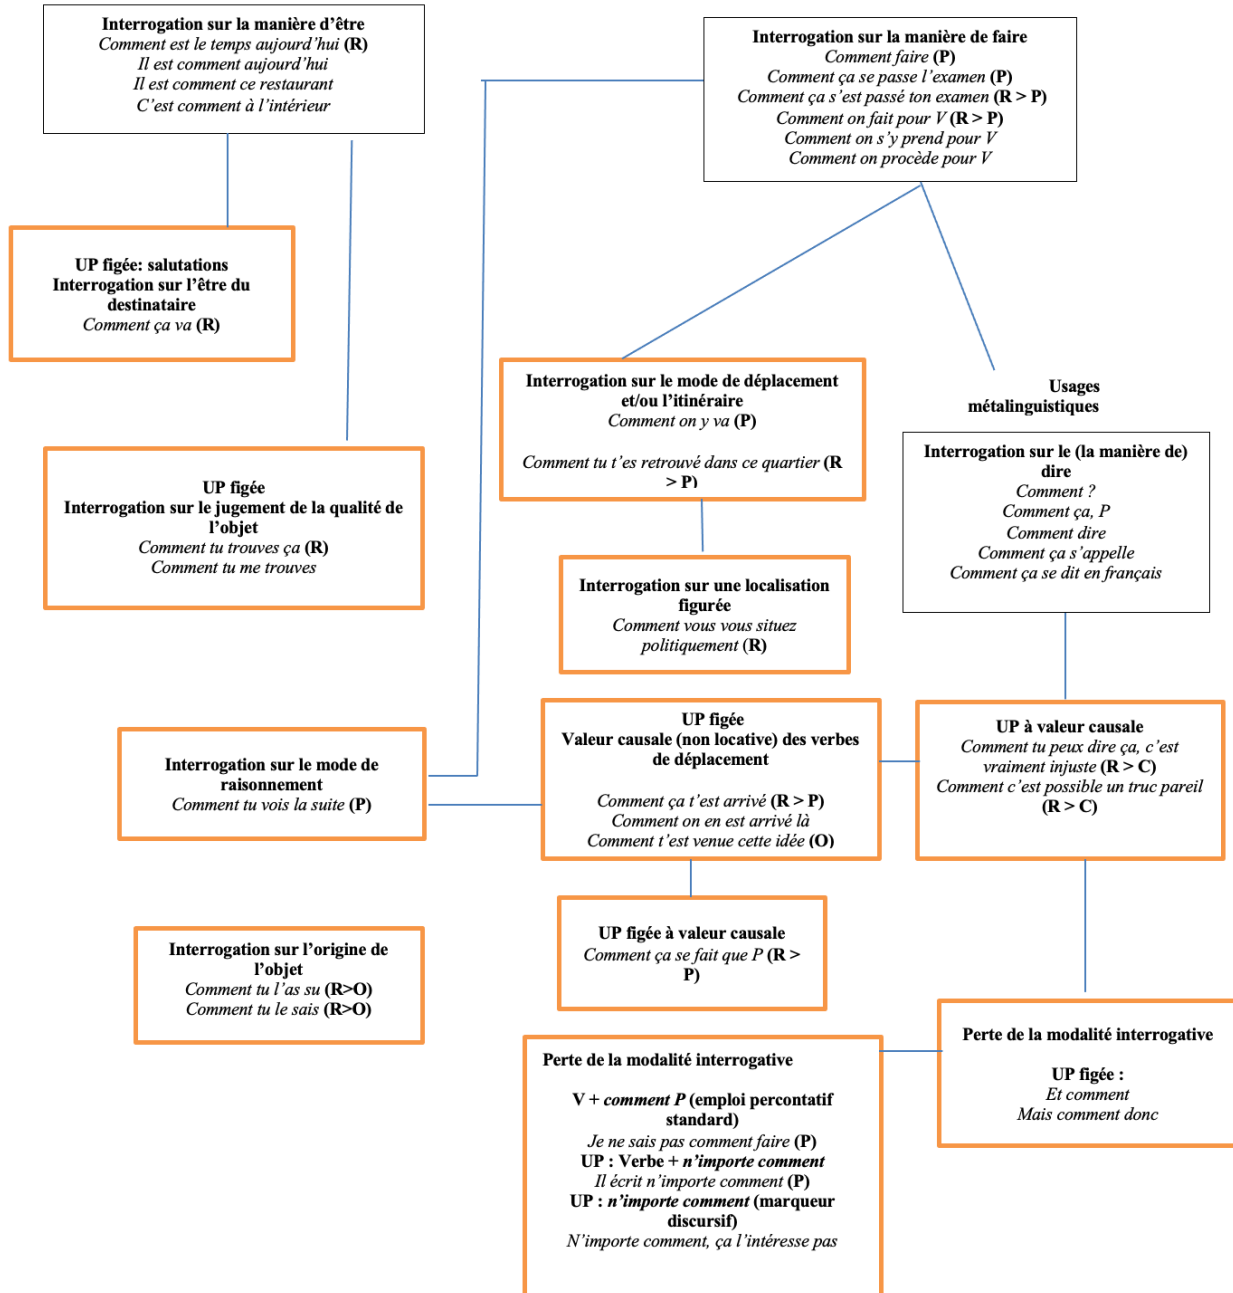 Interrogation sur la manière d’être
Comment est le temps aujourd’hui (R)
Il est comment aujourd’hui
Il est comment ce restaurant
C’est comment à l’intérieur
Interrogation sur la manière de faire
Comment faire (P)
Comment ça se passe l’examen (P)
Comment ça s’est passé ton examen (R > P)
Comment on fait pour V (R > P)
Comment on s’y prend pour V
Comment on procède pour V
UP figée: salutations
Interrogation sur l’être du
destinataire
Comment ça va (R)
Interrogation sur le mode de déplacement
et/ou l’itinéraire
Comment on y va (P)
Comment tu t’es retrouvé dans ce quartier (R
> P)
Usages
métalinguistiques
UP figée
Interrogation sur le jugement de la qualité de
l’objet
Comment tu trouves ça (R)
Comment tu me trouves
Interrogation sur le (la manière de)
dire
Comment ?
Comment ça, P
Comment dire
Comment ça s’appelle
Comment ça se dit en français
Interrogation sur une localisation
figurée
Comment vous vous situez
politiquement (R)
Interrogation sur le mode de
raisonnement
Comment tu vois la suite (P)
UP figée
Valeur causale (non locative) des verbes
de déplacement
Comment ça t’est arrivé (R > P)
Comment on en est arrivé là
Comment t’est venue cette idée (O)
UP à valeur causale
Comment tu peux dire ça, c’est
vraiment injuste (R > C)
Comment c’est possible un truc pareil
(R > C)
Interrogation sur l’origine de
l’objet
Comment tu l’as su (R>O)
Comment tu le sais (R>O)
UP figée à valeur causale
Comment ça se fait que P (R >
P)
Perte de la modalité interrogative
V + comment P (emploi percontatif
standard)
Je ne sais pas comment faire (P)
UP : Verbe + n’importe comment
Il écrit n’importe comment (P)
UP : n’importe comment (marqueur
discursif)
N’importe comment, ça l’intéresse pas
Perte de la modalité interrogative
UP figée :
Et comment
Mais comment donc